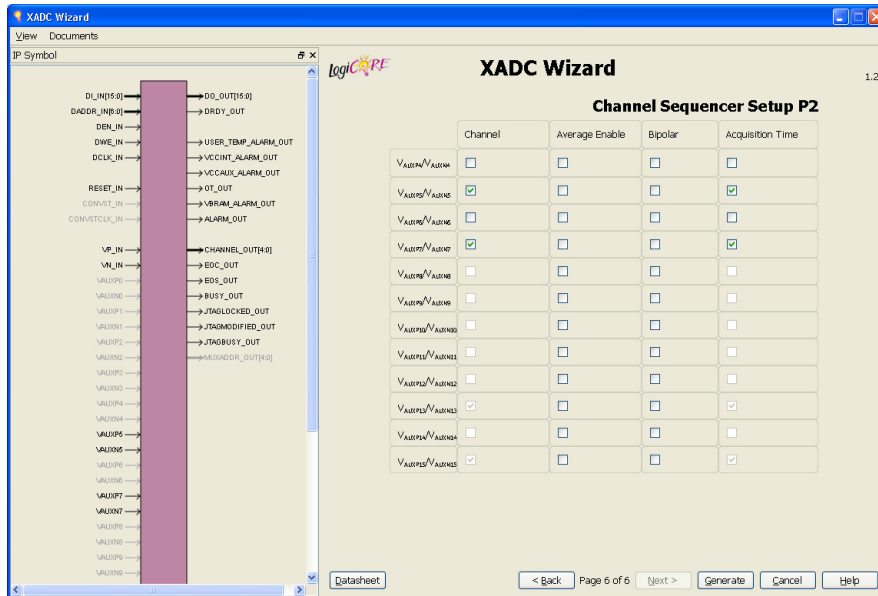 XADC Wizard
View Documents
IP Symbol
DI_IN[15:0]
DADDR_IN[6:0]
DEN_IN
DWE_IN
DCLK_IN
RESET_IN
CONVST_IN
CONVSTCLK_IN
VP_IN
VN_IN
VAUXP0
VAUXN0
VAUXP1
VAUXN1
VAUXP2
VAUXN2
VAUXP3
VAUXN3
VAUXP4
VAUXN4
VAUXP5
VAUXN5
VAUXP6
VAUXN6
VAUXP7
VAUXN7
VAUXP8
VAUXN8
VAUXP9
VAUXN9
DO_OUT[15:0]
DRDY_OUT
USER_TEMP_ALARM_OUT
VCCINT_ALARM_OUT
VCCAUX_ALARM_OUT
OT_OUT
VBRAM_ALARM_OUT
ALARM_OUT
CHANNEL_OUT[4:0]
EOC_OUT
EOS_OUT
BUSY_OUT
JTAGLOCKED_OUT
JTAGMODIFIED_OUT
JTAGBUSY_OUT
MUXADDR_OUT[4:0]
LogiCORE
XADC Wizard
1.2
Channel Sequencer Setup P2
Channel Average Enable Bipolar Acquisition Time
VAUXP4/VAUXN4
VAUXP5/VAUXN5
VAUXP6/VAUXN6
VAUXP7/VAUXN7
VAUXP8/VAUXN8
VAUXP9/VAUXN9
VAUXP10/VAUXN10
VAUXP11/VAUXN11
VAUXP12/VAUXN12
VAUXP13/VAUXN13
VAUXP14/VAUXN14
VAUXP15/VAUXN15
Datasheet < Back Page 6 of 6 Next > Generate Cancel Help